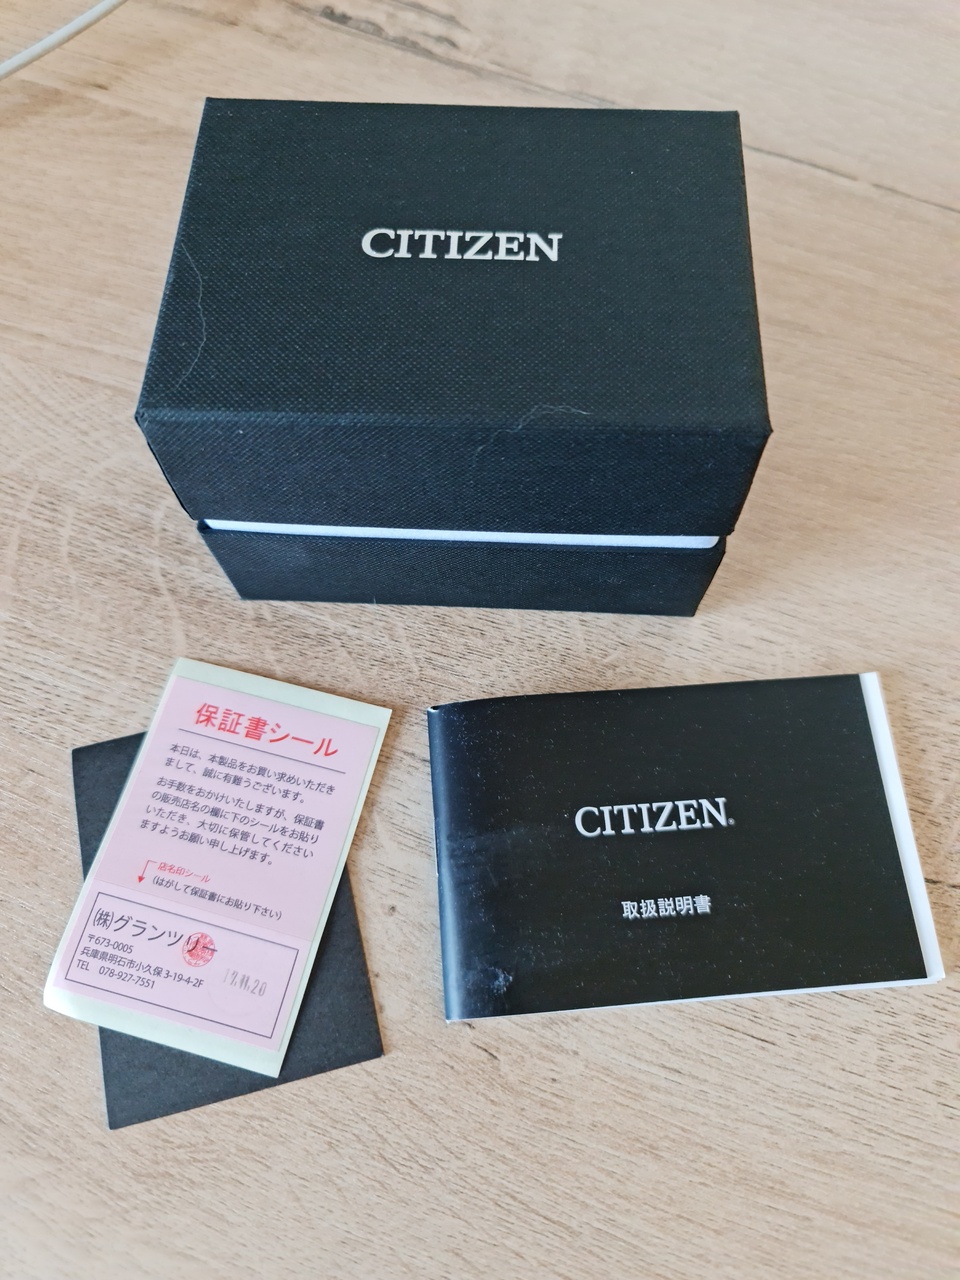 CITIZEN
保証書シール
本日は、本製品をお買い求めいただき
まして、誠に有難うございます。
お手数をおかけいたしますが、保証書
の販売店名の欄に下のシールをお貼り
いただき、大切に保管してください
ますようお願い申し上げます。
店名印シール
(はがして保証書にお貼り下さい)
㈱グランツリー
〒673-0005
兵庫県明石市小久保3-19-4-2F
TEL 078-927-7551
CITIZEN®
取扱説明書